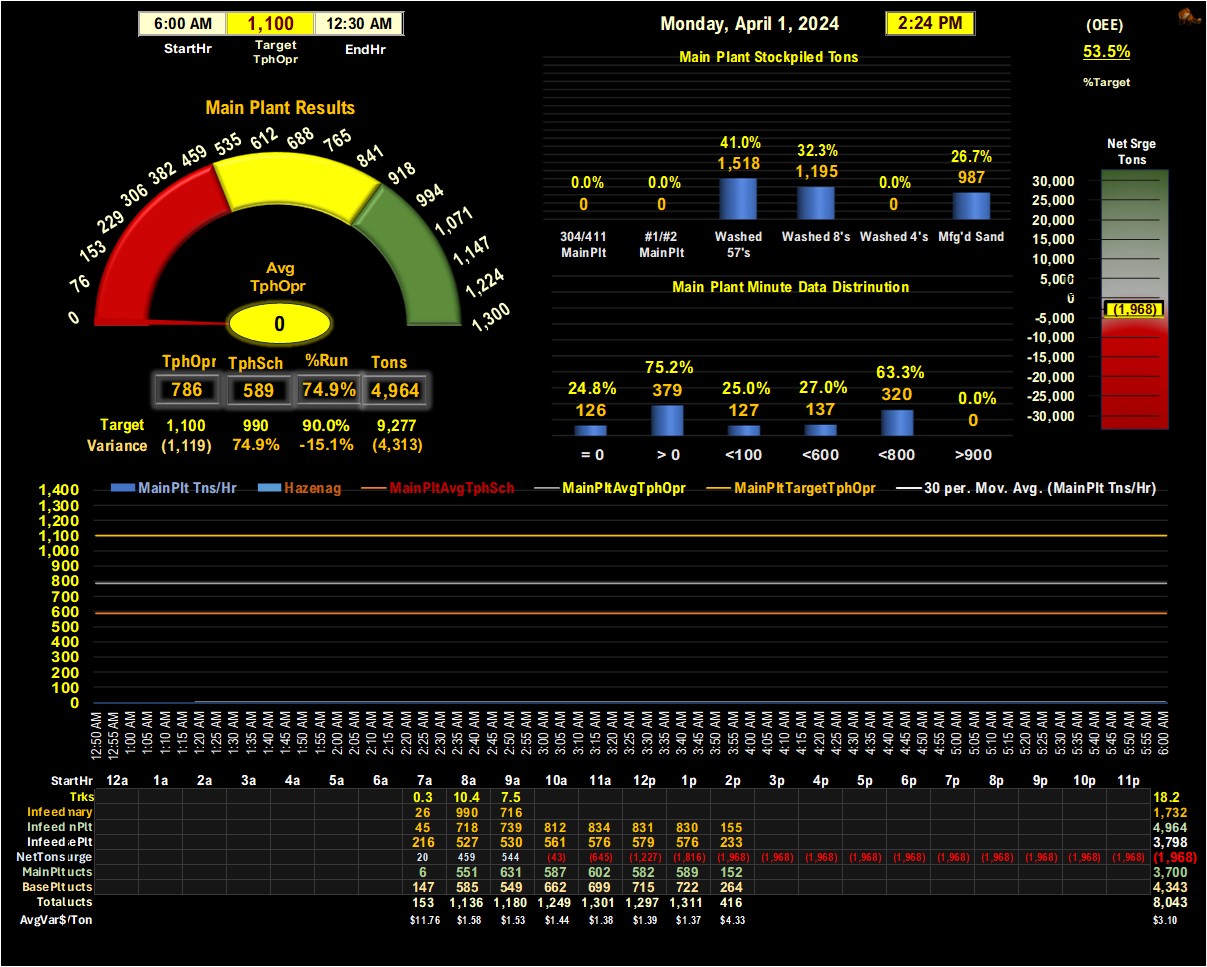 6:00 AM 1,100 12:30 AM
StartHr Target TphOpr EndHr
Monday, April 1, 2024 2:24 PM
(OEE)
53.5%
%Target
Main Plant Stockpiled Tons
41.0% 32.3% 26.7%
1,518 1,195 987
0.0% 0.0% 0.0%
0 0 0
304/411 MainPlt #1/#2 MainPlt Washed 57's Washed 8's Washed 4's Mfg'd Sand
Main Plant Results
0 76 153 229 306 382 459 535 612 688 765 841 918 994 1,071 1,147 1,224 1,300
Avg
TphOpr
0
TphOpr TphSch %Run Tons
786 589 74.9% 4,964
Target 1,100 990 90.0% 9,277
Variance (1,119) 74.9% -15.1% (4,313)
Main Plant Minute Data Distrinution
24.8% 75.2% 25.0% 27.0% 63.3% 0.0%
126 379 127 137 320 0
= 0 > 0 <100 <600 <800 >900
Net Srge
Tons
30,000
25,000
20,000
15,000
10,000
5,000
0
(1,968)
-5,000
-10,000
-15,000
-20,000
-25,000
-30,000
MainPlt Tns/Hr Hazenag MainPltAvgTphSch MainPltAvgTphOpr MainPltTargetTphOpr 30 per. Mov. Avg. (MainPlt Tns/Hr)
1,400
1,300
1,200
1,100
1,000
900
800
700
600
500
400
300
200
100
0
12:50 AM 12:55 AM 1:00 AM 1:05 AM 1:10 AM 1:15 AM 1:20 AM 1:25 AM 1:30 AM 1:35 AM 1:40 AM 1:45 AM 1:50 AM 1:55 AM 2:00 AM 2:05 AM 2:10 AM 2:15 AM 2:20 AM 2:25 AM 2:30 AM 2:35 AM 2:40 AM 2:45 AM 2:50 AM 2:55 AM 3:00 AM 3:05 AM 3:10 AM 3:15 AM 3:20 AM 3:25 AM 3:30 AM 3:35 AM 3:40 AM 3:45 AM 3:50 AM 3:55 AM 4:00 AM 4:05 AM 4:10 AM 4:15 AM 4:20 AM 4:25 AM 4:30 AM 4:35 AM 4:40 AM 4:45 AM 4:50 AM 4:55 AM 5:00 AM 5:05 AM 5:10 AM 5:15 AM 5:20 AM 5:25 AM 5:30 AM 5:35 AM 5:40 AM 5:45 AM 5:50 AM 5:55 AM 6:00 AM
StartHr 12a 1a 2a 3a 4a 5a 6a 7a 8a 9a 10a 11a 12p 1p 2p 3p 4p 5p 6p 7p 8p 9p 10p 11p
Trks 0.3 10.4 7.5 18.2
Infeed mary 26 990 716 1,732
Infeed nPlt 45 718 739 812 834 831 830 155 4,964
Infeed ePlt 216 527 530 561 576 579 576 233 3,798
NetTons urge 20 459 544 (43) (645) (1,227) (1,816) (1,968) (1,968) (1,968) (1,968) (1,968) (1,968) (1,968) (1,968) (1,968) (1,968) (1,968)
MainPlt ucts 6 551 631 587 602 582 589 152 3,700
BasePlt ucts 147 585 549 662 699 715 722 264 4,343
Total ucts 153 1,136 1,180 1,249 1,301 1,297 1,311 416 8,043
AvgVar$/Ton $11.76 $1.58 $1.53 $1.44 $1.38 $1.39 $1.37 $4.33 $3.10